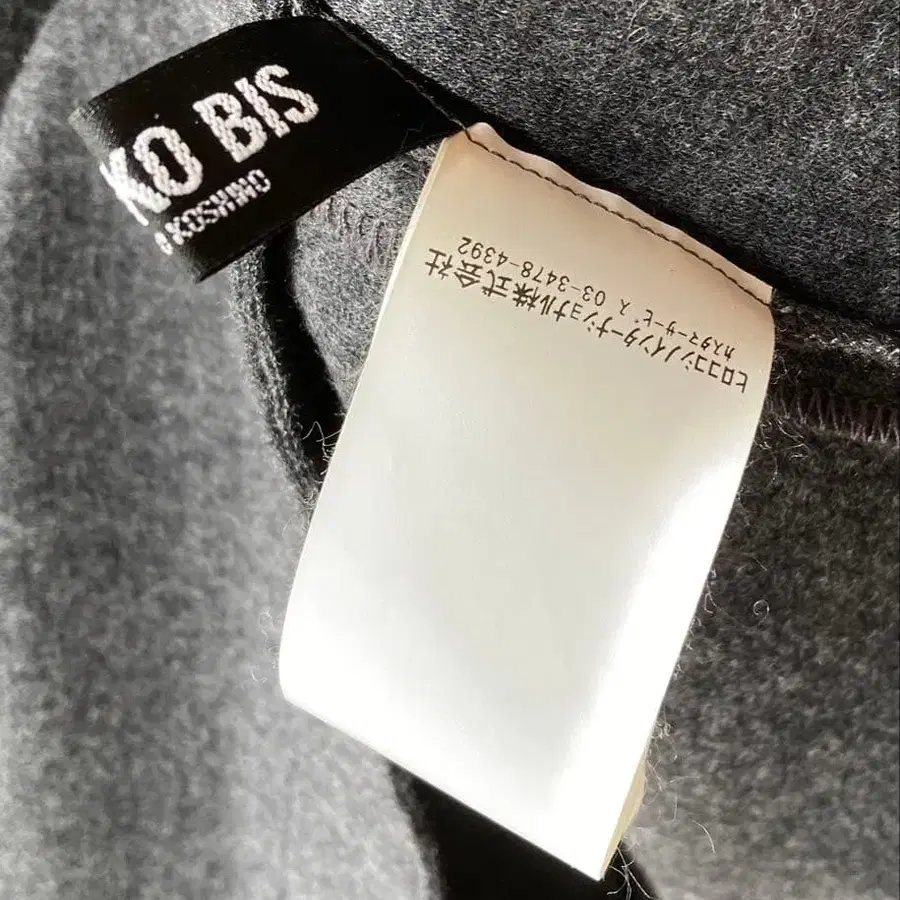 KO BIS
KOSHINO
ヒロココシノインターナショナル株式会社
カスタマーサービス 03-3478-4392